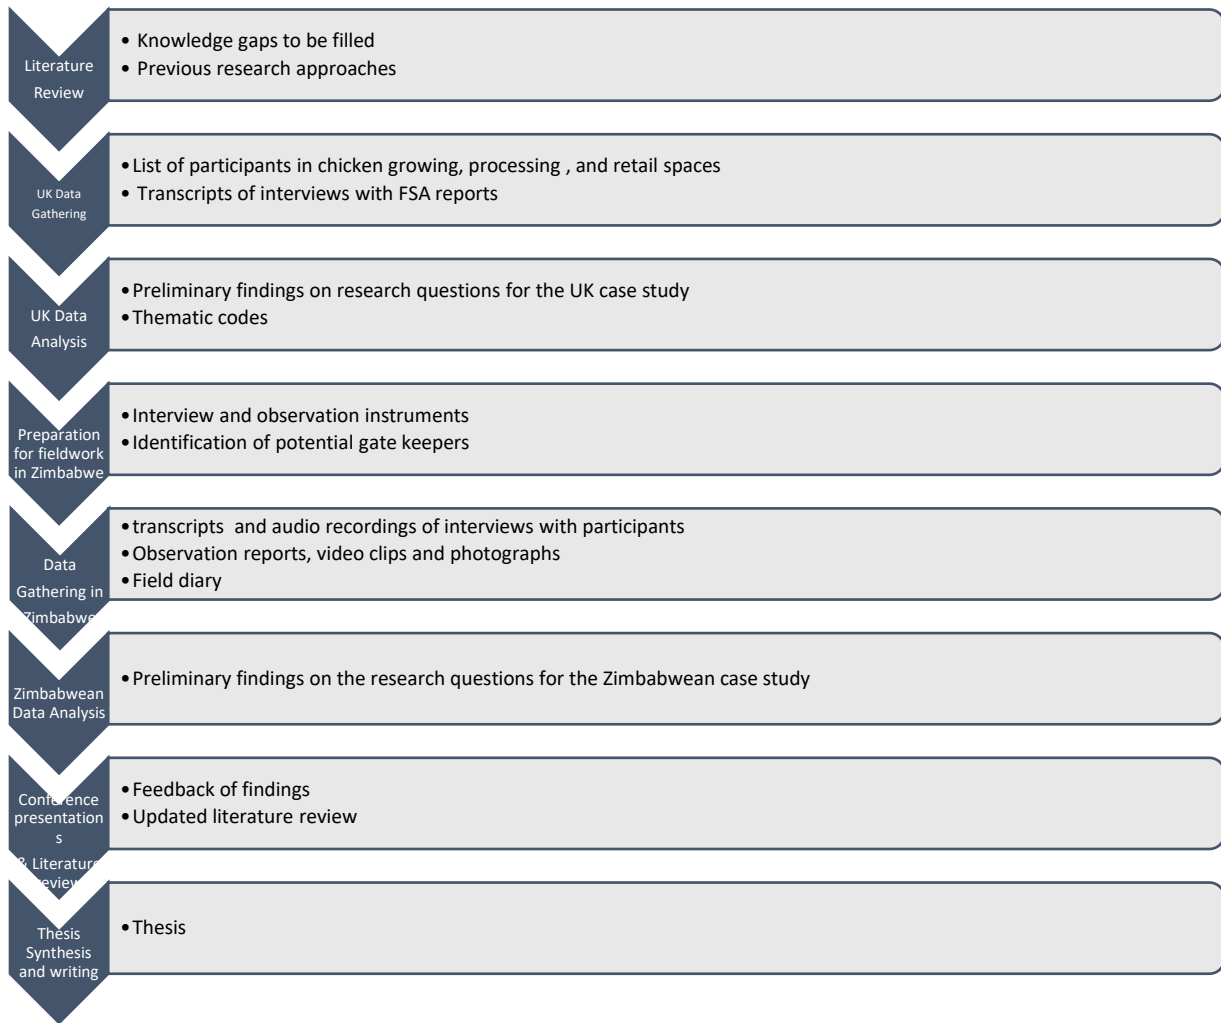 Literature
Review
• Knowledge gaps to be filled
• Previous research approaches
UK Data
Gathering
• List of participants in chicken growing, processing , and retail spaces
• Transcripts of interviews with FSA reports
UK Data
Analysis
• Preliminary findings on research questions for the UK case study
• Thematic codes
Preparation
for fieldwork
in Zimbabwe
• Interview and observation instruments
• Identification of potential gate keepers
Data
Gathering in
Zimbabwe
• transcripts and audio recordings of interviews with participants
• Observation reports, video clips and photographs
• Field diary
Zimbabwean
Data Analysis
• Preliminary findings on the research questions for the Zimbabwean case study
Conference
presentation
s
& Literature
review
• Feedback of findings
• Updated literature review
Thesis
Synthesis
and writing
• Thesis